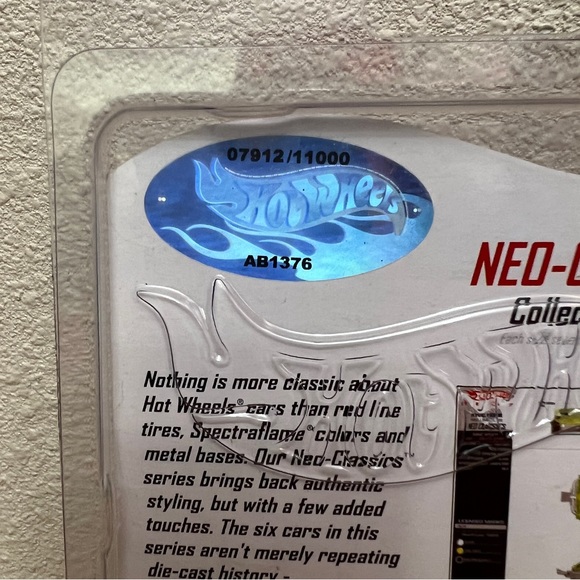 07912/11000
Hot Wheels
AB1376
NEO-C
Collec
Nothing is more classic about
Hot Wheels® cars than red line
tires, Spectraflame® colors and
metal bases. Our Neo-Classics™
series brings back authentic
styling, but with a few added
touches. The six cars in this
series aren't merely repeating
die-cast history -